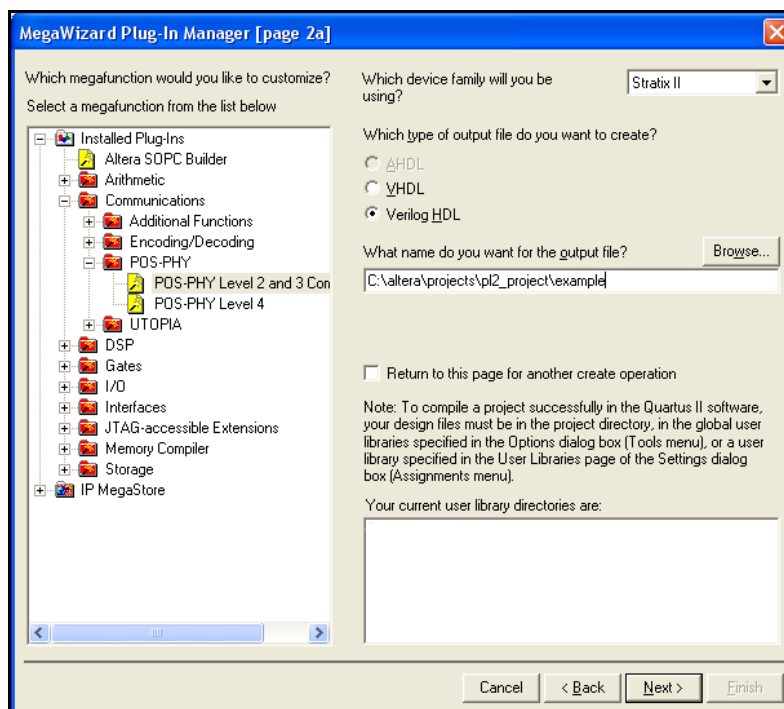 MegaWizard Plug-In Manager [page 2a]
Which megafunction would you like to customize?
Select a megafunction from the list below
Installed Plug-Ins
Altera SOPC Builder
Arithmetic
Communications
Additional Functions
Encoding/Decoding
POS-PHY
POS-PHY Level 2 and 3 Con
POS-PHY Level 4
UTOPIA
DSP
Gates
I/O
Interfaces
JTAG-accessible Extensions
Memory Compiler
Storage
IP MegaStore
Which device family will you be
using?
Stratix II
Which type of output file do you want to create?
AHDL
VHDL
Verilog HDL
What name do you want for the output file?
Browse...
C:\altera\projects\pl2_project\example
Return to this page for another create operation
Note: To compile a project successfully in the Quartus II software,
your design files must be in the project directory, in the global user
libraries specified in the Options dialog box (Tools menu), or a user
library specified in the User Libraries page of the Settings dialog
box (Assignments menu).
Your current user library directories are:
Cancel
< Back
Next >
Finish